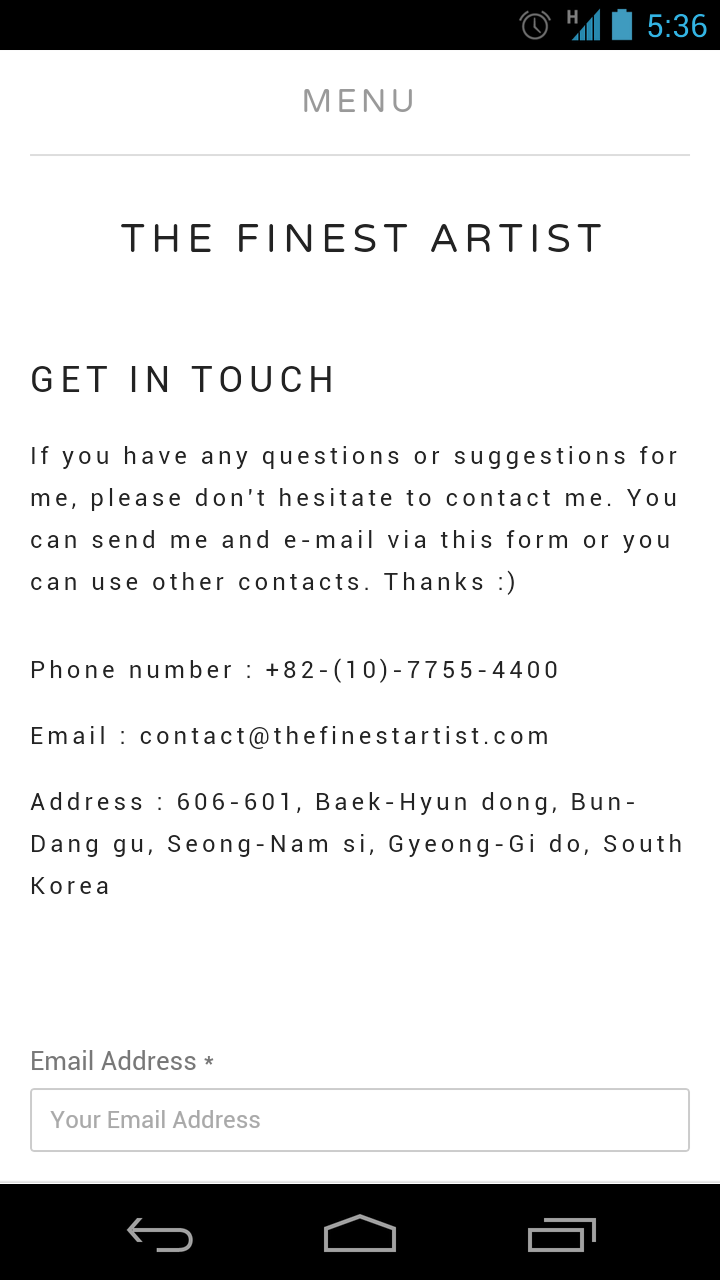 H 5:36
MENU
THE FINEST ARTIST
GET IN TOUCH
If you have any questions or suggestions for
me, please don't hesitate to contact me. You
can send me and e-mail via this form or you
can use other contacts. Thanks :)
Phone number : +82-(10)-7755-4400
Email : contact@thefinestartist.com
Address : 606-601, Baek-Hyun dong, Bun-
Dang gu, Seong-Nam si, Gyeong-Gi do, South
Korea
Email Address *
Your Email Address